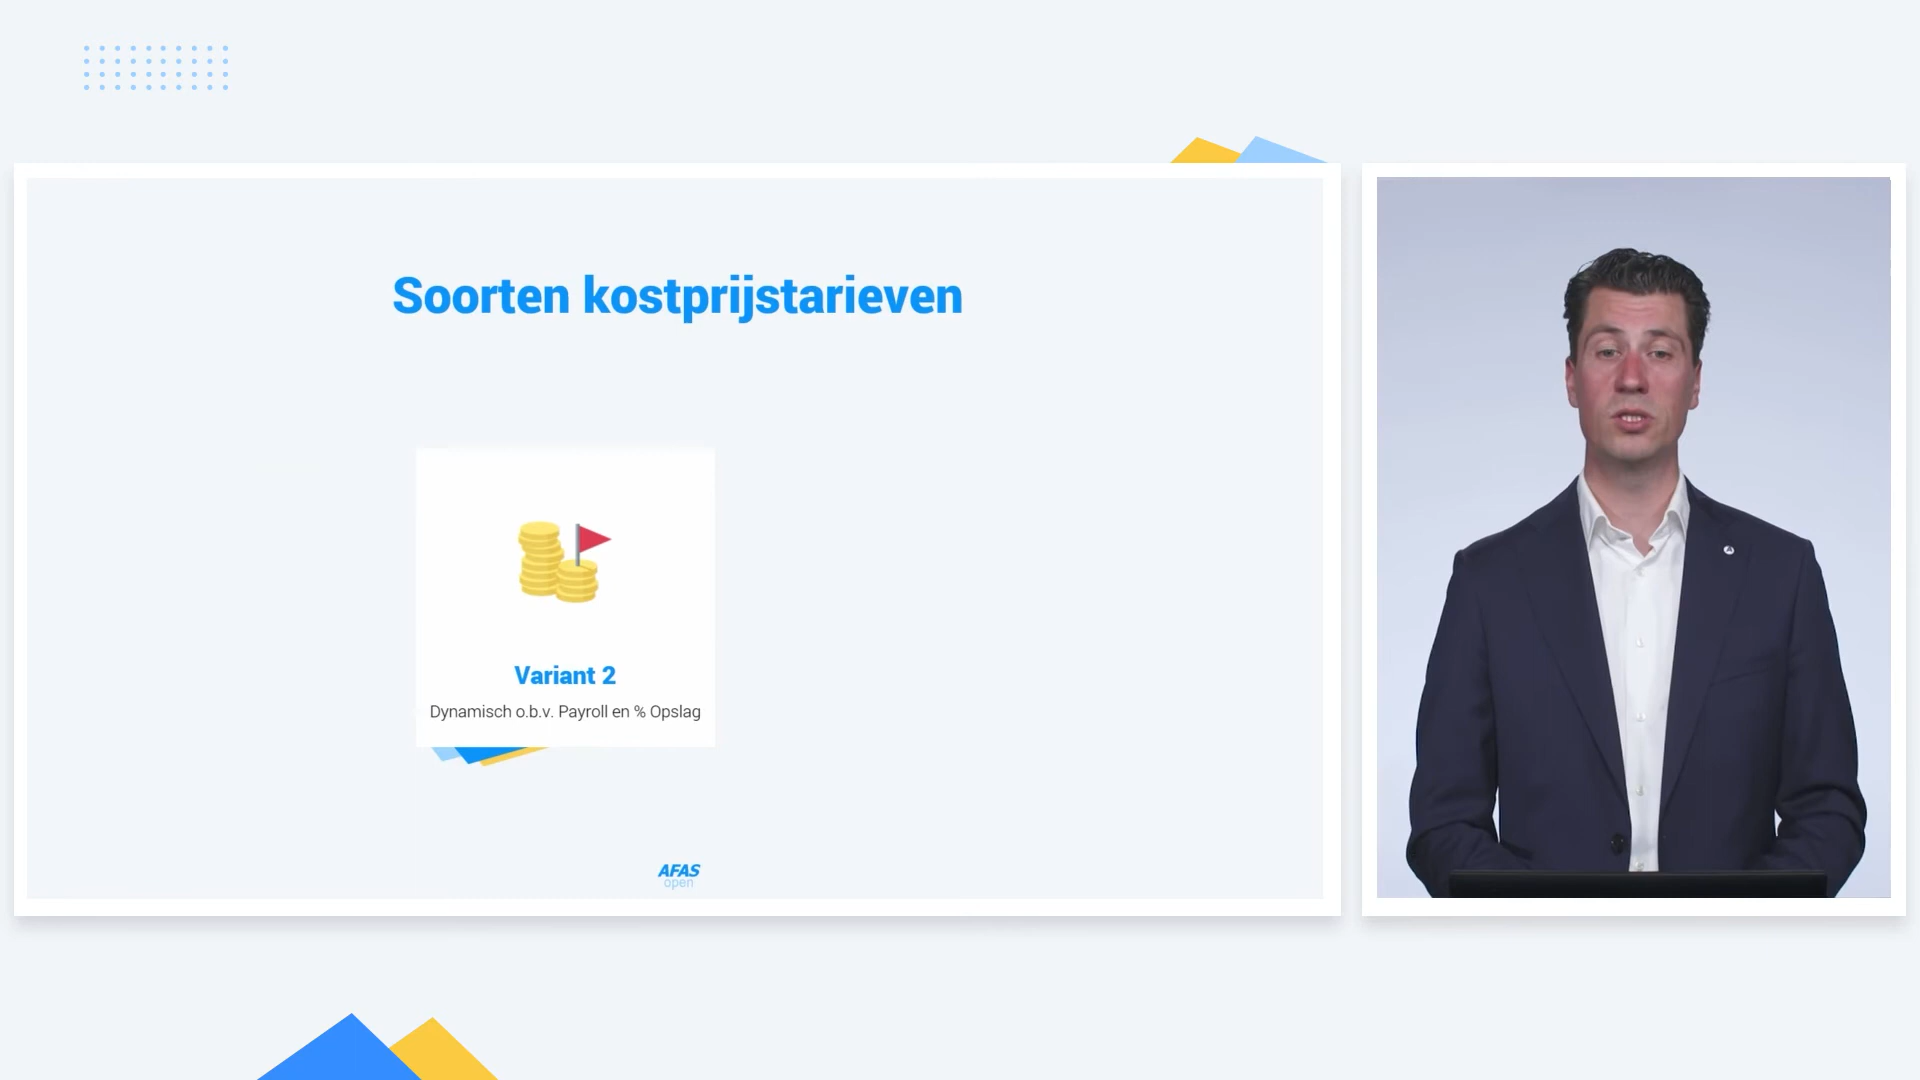 Soorten kostprijstarieven
Variant 2
Dynamisch o.b.v. Payroll en % Opslag
AFAS
open